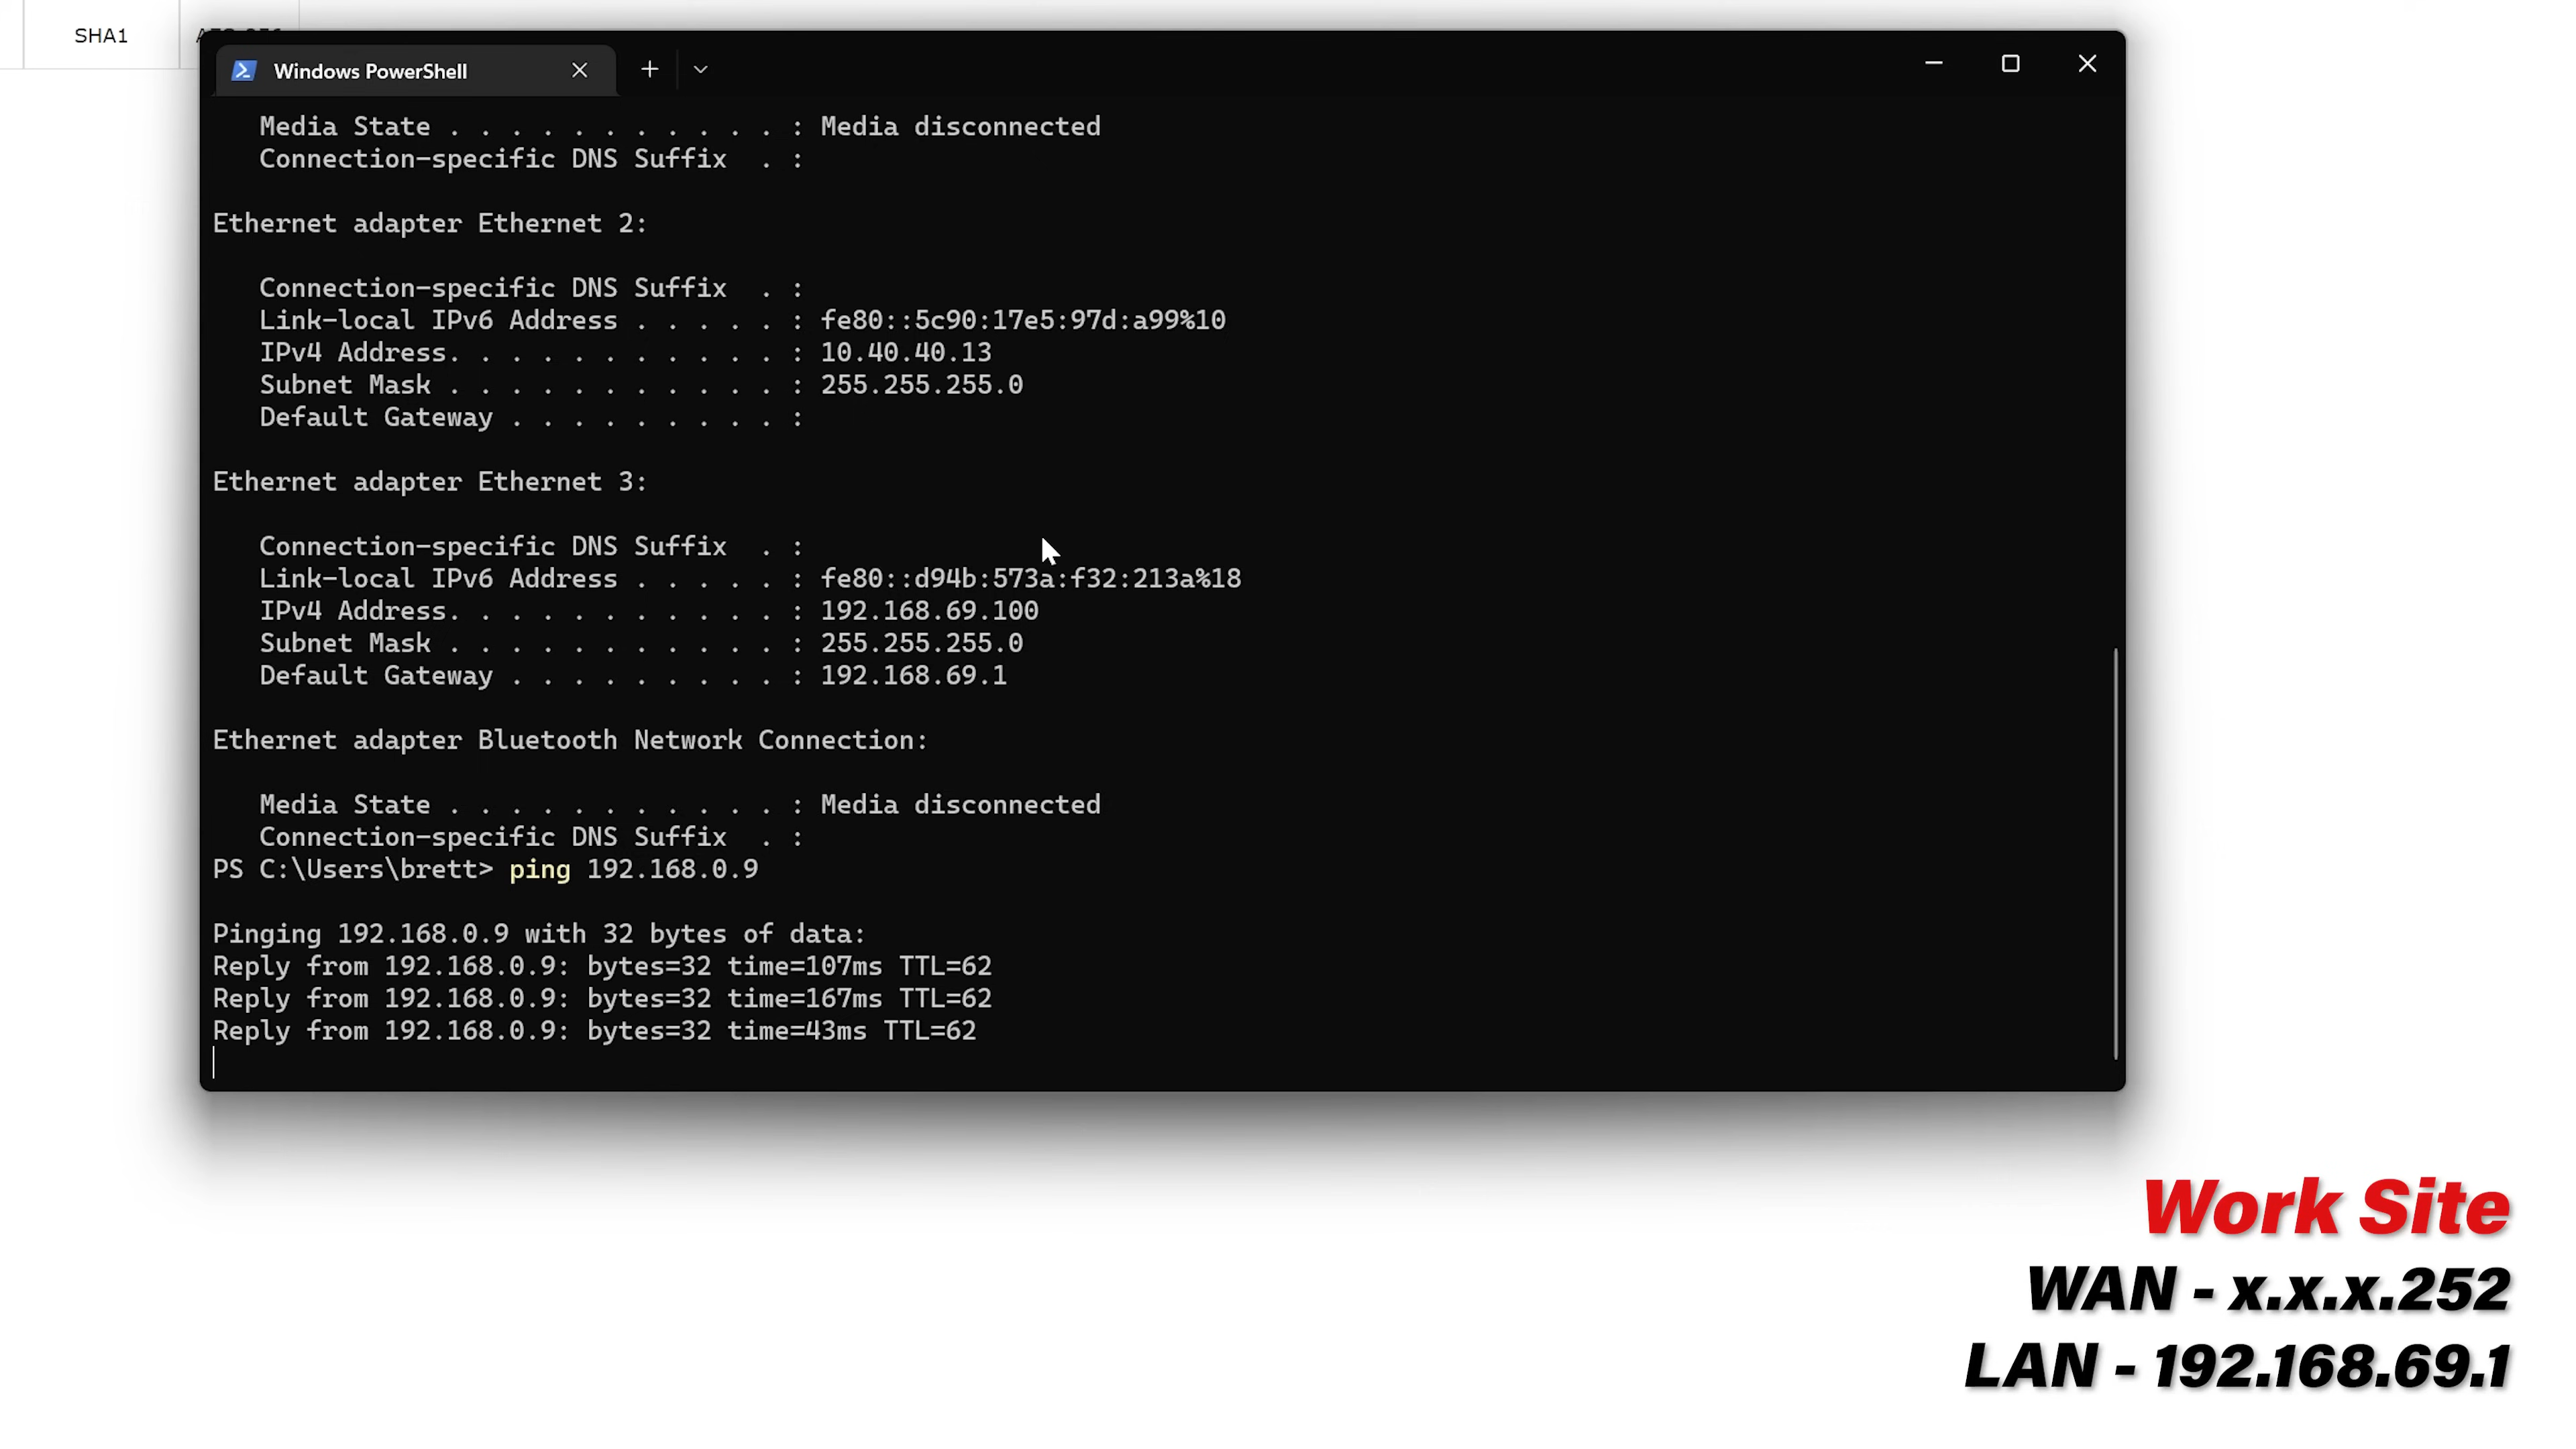 SHA1
Windows PowerShell
Media State . . . . . . . . . . . : Media disconnected
Connection-specific DNS Suffix  . :
Ethernet adapter Ethernet 2:
Connection-specific DNS Suffix  . :
Link-local IPv6 Address . . . . . : fe80::5c90:17e5:97d:a99%10
IPv4 Address. . . . . . . . . . . : 10.40.40.13
Subnet Mask . . . . . . . . . . . : 255.255.255.0
Default Gateway . . . . . . . . . :
Ethernet adapter Ethernet 3:
Connection-specific DNS Suffix  . :
Link-local IPv6 Address . . . . . : fe80::d94b:573a:f32:213a%18
IPv4 Address. . . . . . . . . . . : 192.168.69.100
Subnet Mask . . . . . . . . . . . : 255.255.255.0
Default Gateway . . . . . . . . . : 192.168.69.1
Ethernet adapter Bluetooth Network Connection:
Media State . . . . . . . . . . . : Media disconnected
Connection-specific DNS Suffix  . :
PS C:\Users\brett> ping 192.168.0.9
Pinging 192.168.0.9 with 32 bytes of data:
Reply from 192.168.0.9: bytes=32 time=107ms TTL=62
Reply from 192.168.0.9: bytes=32 time=167ms TTL=62
Reply from 192.168.0.9: bytes=32 time=43ms TTL=62
Work Site
WAN - x.x.x.252
LAN - 192.168.69.1